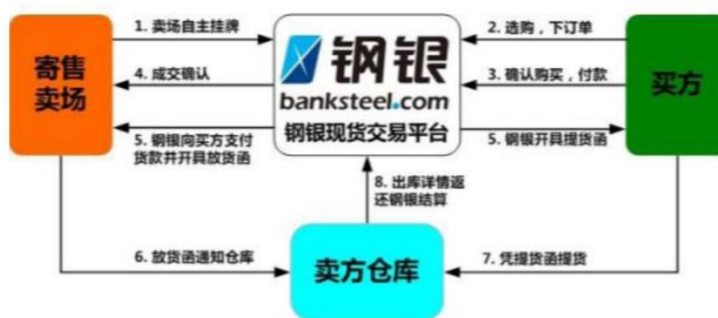 1. 卖场自主挂牌
2. 选购，下订单
寄售
卖场
钢银
banksteel.com
钢银现货交易平台
买方
4. 成交确认
3. 确认购买，付款
5. 钢银向买方支付
货款并开具放货函
5. 钢银开具提货函
8. 出库详情返
还钢银结算
6. 放货函通知仓库
卖方仓库
7. 凭提货函提货